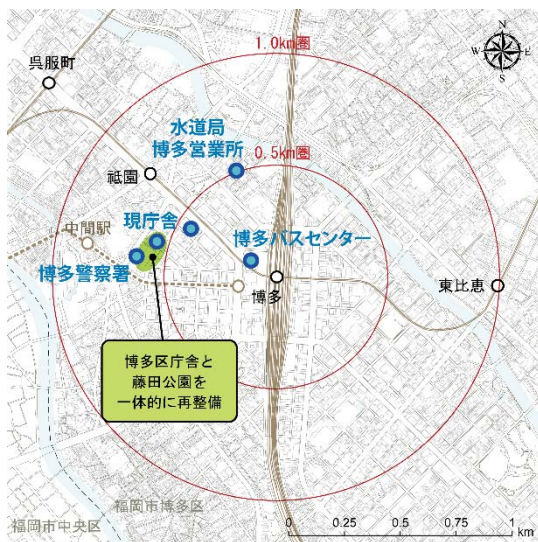 1.0km圏
N
W
E
S
呉服町
水道局
博多営業所
0.5km圏
祇園
現庁舎
中間駅
博多バスセンター
博多警察署
博多
東比恵
博多区庁舎と
藤田公園を
一体的に再整備
福岡市博多区
福岡市中央区
0
0.25
0.5
0.75
1
km